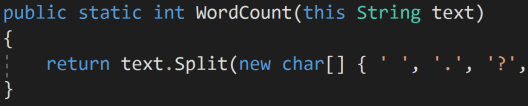 public static int WordCount(this String text)
{
return text.Split(new char[] { ' ', '.', '?',
}